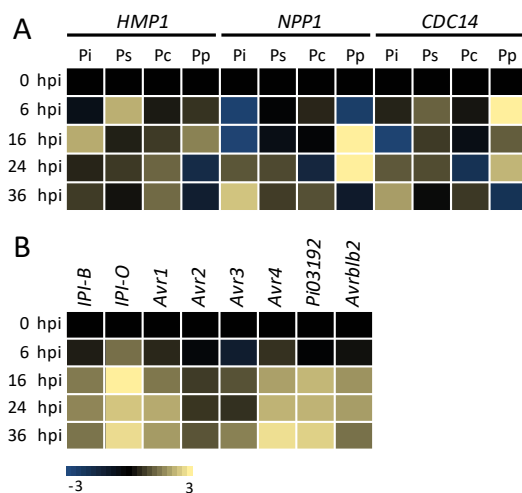 A
HMP1 NPP1 CDC14
Pi Ps Pc Pp Pi Ps Pc Pp Pi Ps Pc Pp
0 hpi
6 hpi
16 hpi
24 hpi
36 hpi
B
IPI-B IPI-O Avr1 Avr2 Avr3 Avr4 Pi03192 Avrblb2
0 hpi
6 hpi
16 hpi
24 hpi
36 hpi
-3 3